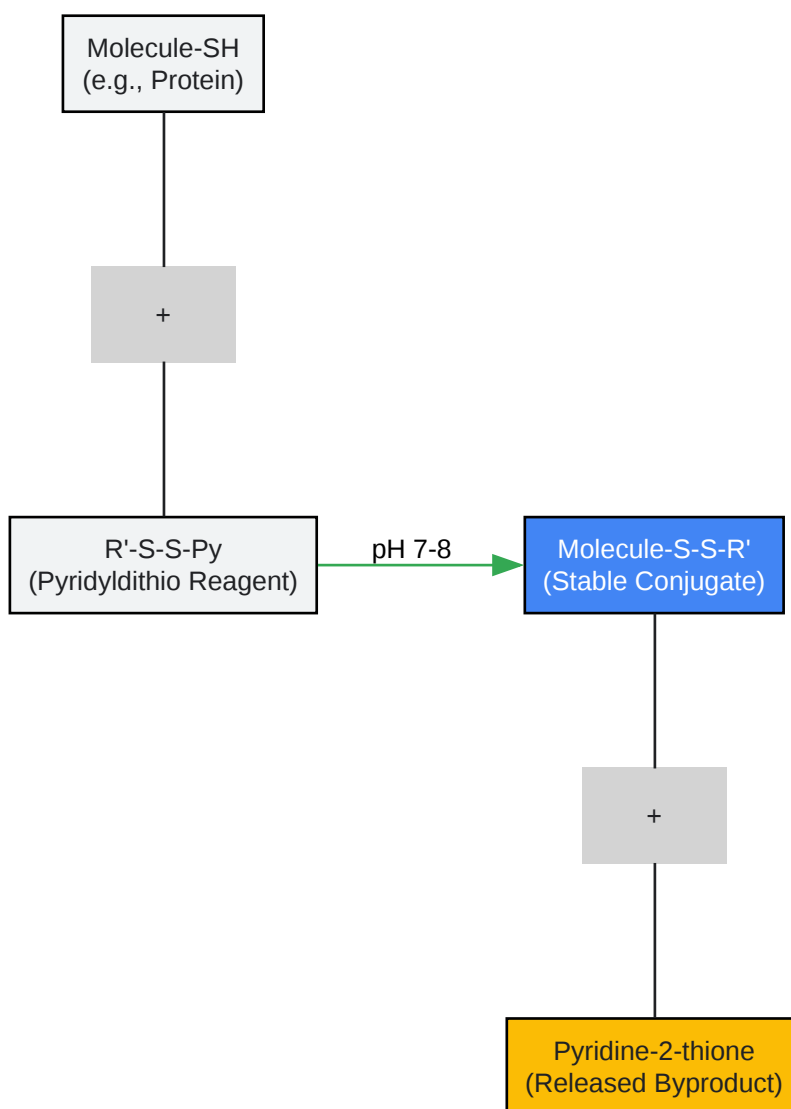 Molecule-SH
(e.g., Protein)
+
R'-S-S-Py
(Pyridyldithio Reagent)
pH 7-8
Molecule-S-S-R'
(Stable Conjugate)
+
Pyridine-2-thione
(Released Byproduct)